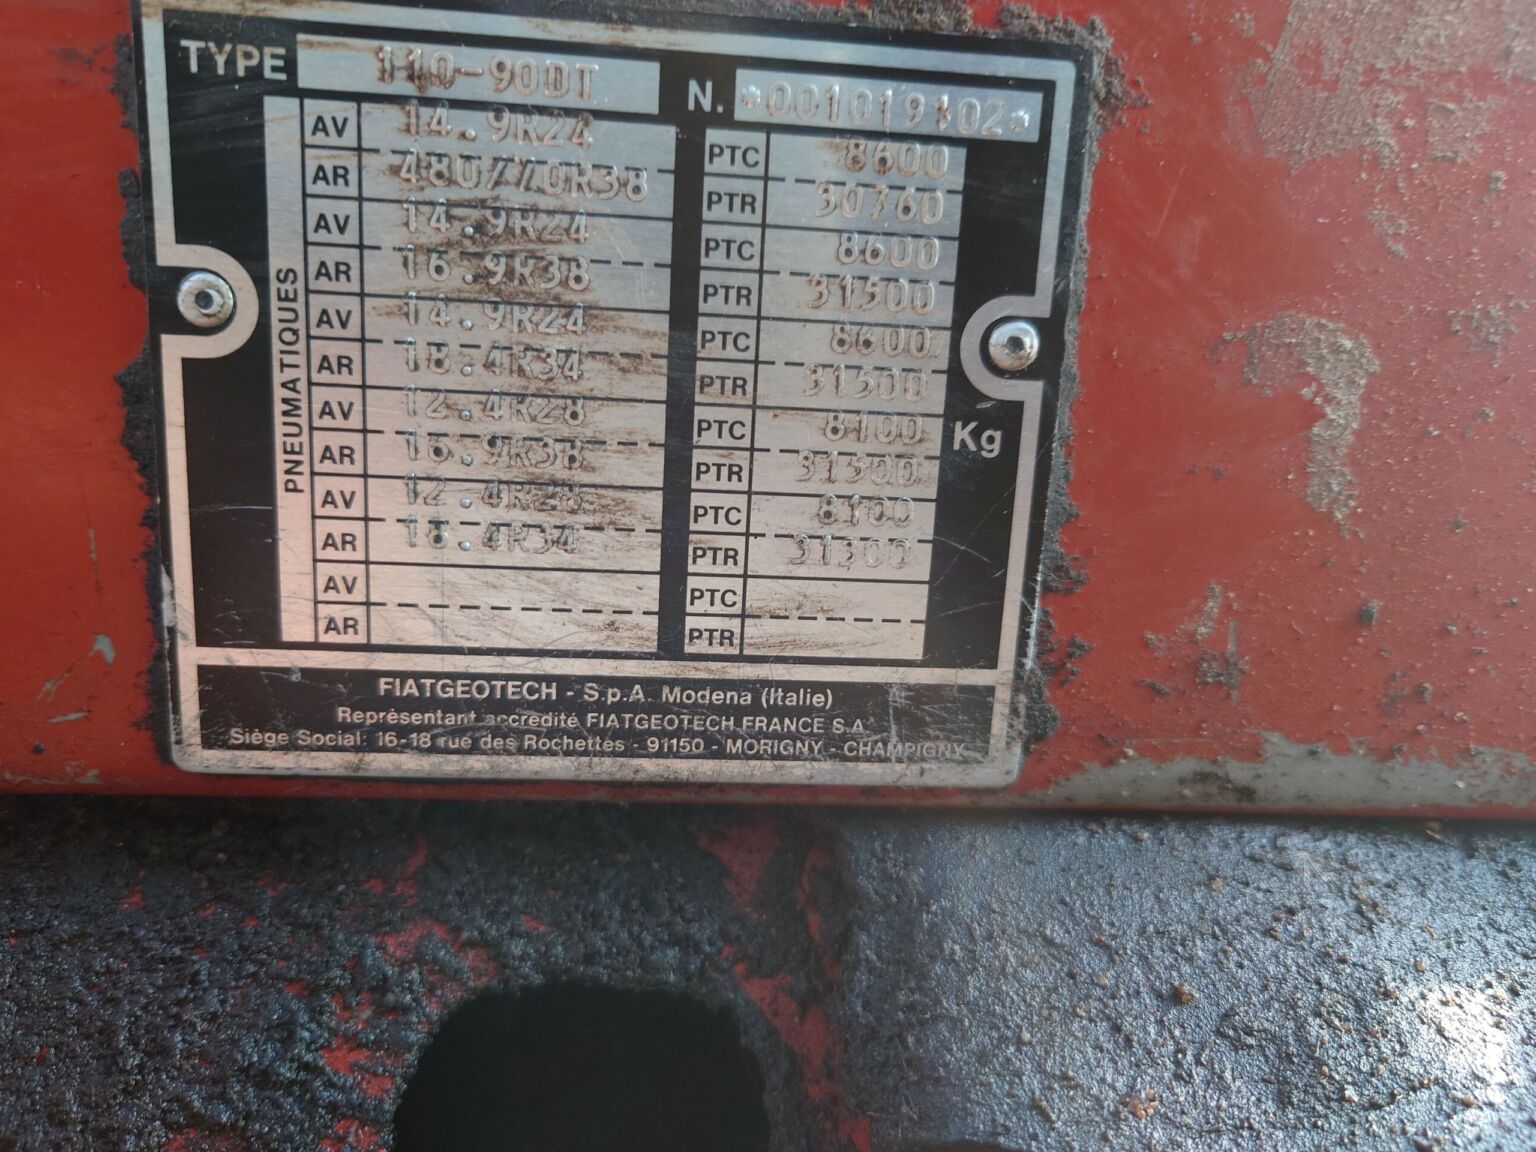 TYPE 110-90DT N. *001019102*
PNEUMATIQUES
AV 14.9R24 PTC 8600
AR 480/70R38 PTR 30760
AV 14.9R24 PTC 8600
AR 16.9R38 PTR 31500
AV 14.9R24 PTC 8600
AR 18.4R34 PTR 31300
AV 12.4R28 PTC 8100 Kg
AR 16.9R38 PTR 31500
AV 12.4R28 PTC 8100
AR 18.4R34 PTR 31300
AV PTC
AR PTR
FIATGEOTECH - S.p.A. Modena (Italie)
Représentant accrédité FIATGEOTECH FRANCE S.A.
Siège Social: 16-18 rue des Rochettes - 91150 - MORIGNY - CHAMPIGNY